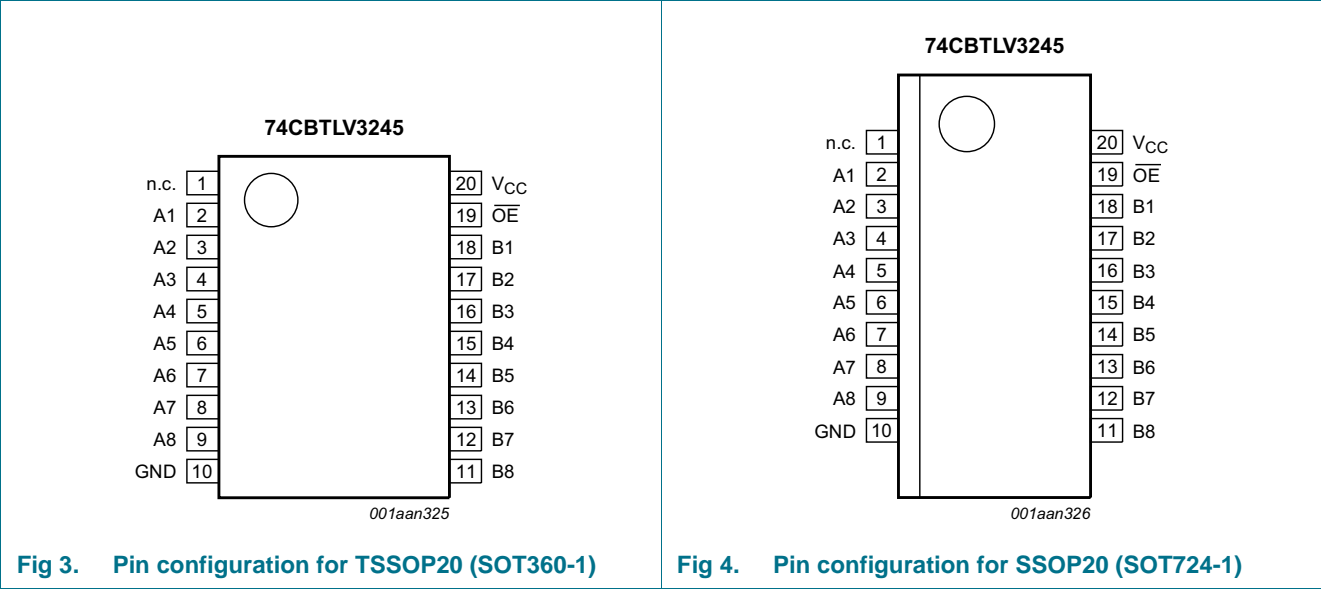 74CBTLV3245
n.c. 1 20 VCC
A1 2 19 OE
A2 3 18 B1
A3 4 17 B2
A4 5 16 B3
A5 6 15 B4
A6 7 14 B5
A7 8 13 B6
A8 9 12 B7
GND 10 11 B8
001aan325
Fig 3. Pin configuration for TSSOP20 (SOT360-1)
74CBTLV3245
n.c. 1 20 VCC
A1 2 19 OE
A2 3 18 B1
A3 4 17 B2
A4 5 16 B3
A5 6 15 B4
A6 7 14 B5
A7 8 13 B6
A8 9 12 B7
GND 10 11 B8
001aan326
Fig 4. Pin configuration for SSOP20 (SOT724-1)